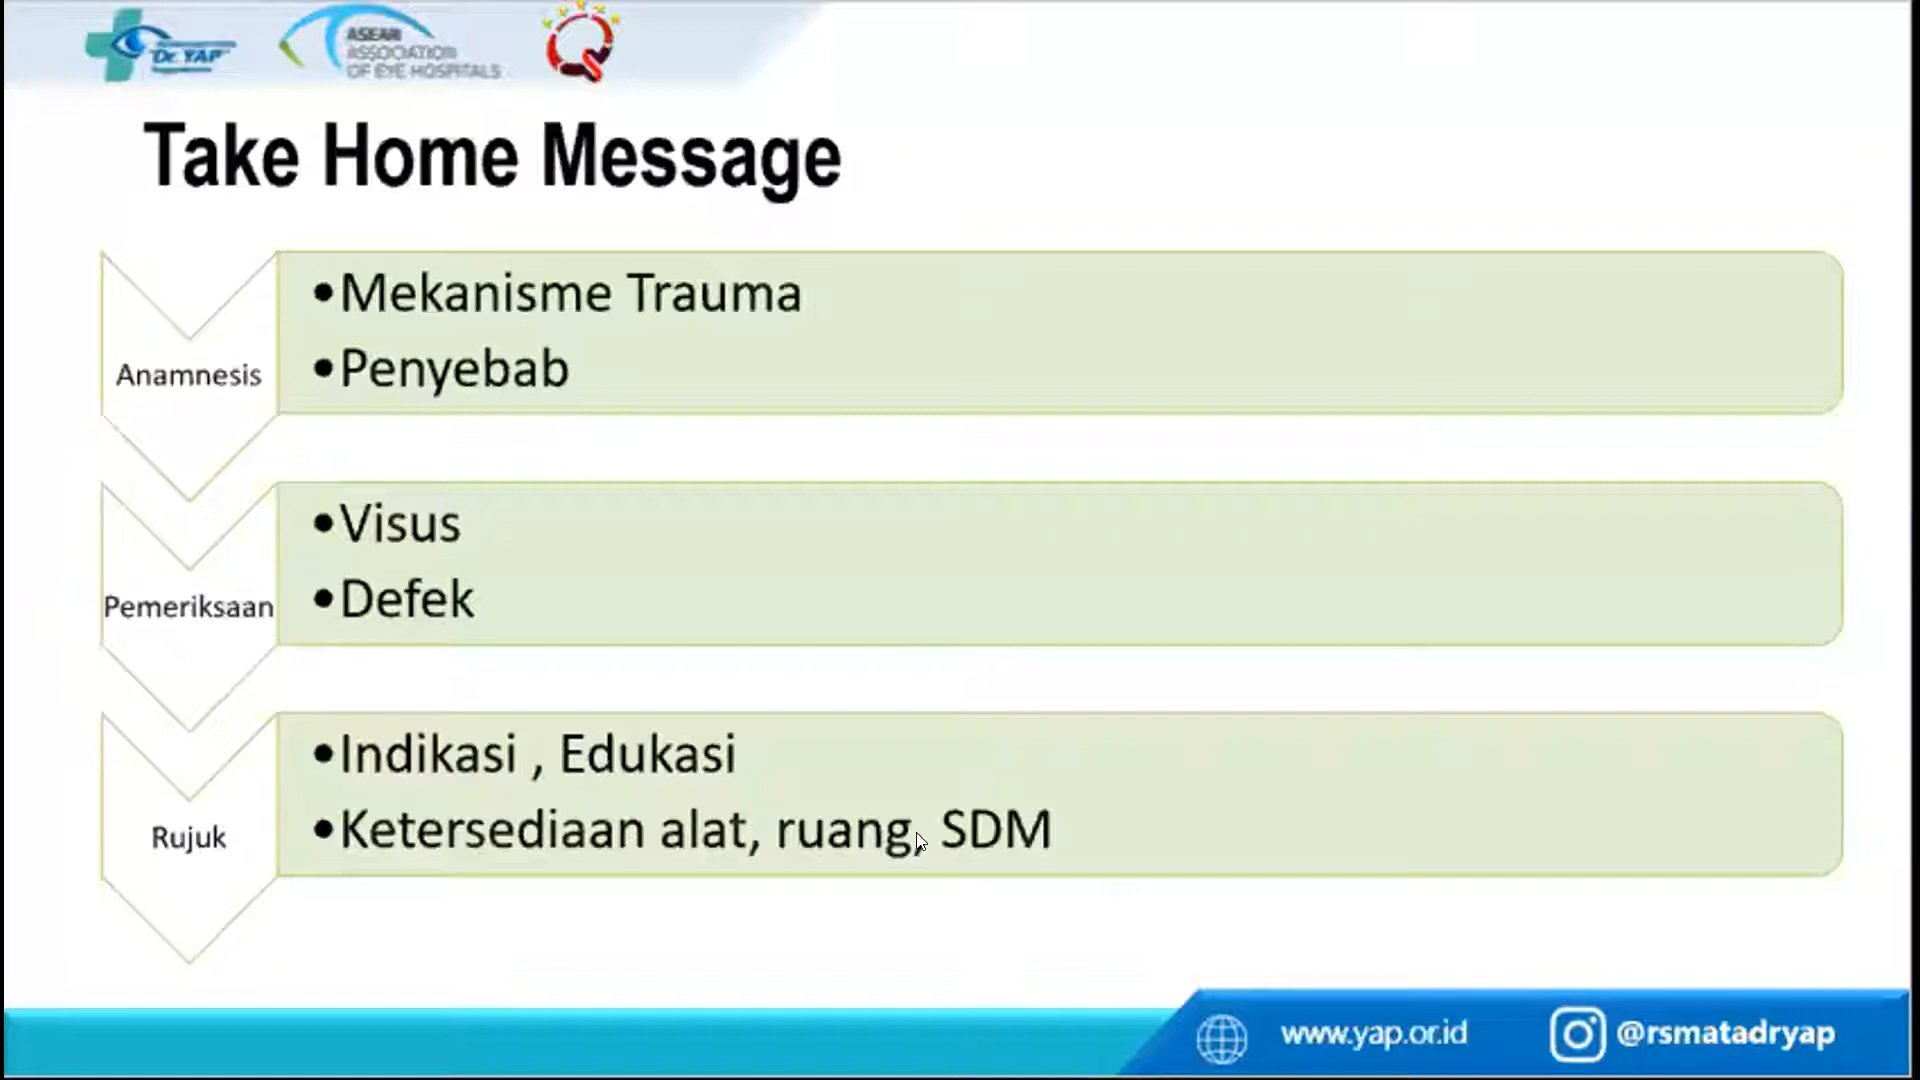 Dr. YAP
ASEAN
ASSOCIATION
OF EYE HOSPITALS
Take Home Message
Anamnesis
•Mekanisme Trauma
•Penyebab
Pemeriksaan
•Visus
•Defek
Rujuk
•Indikasi , Edukasi
•Ketersediaan alat, ruang, SDM
www.yap.or.id
@rsmatadryap